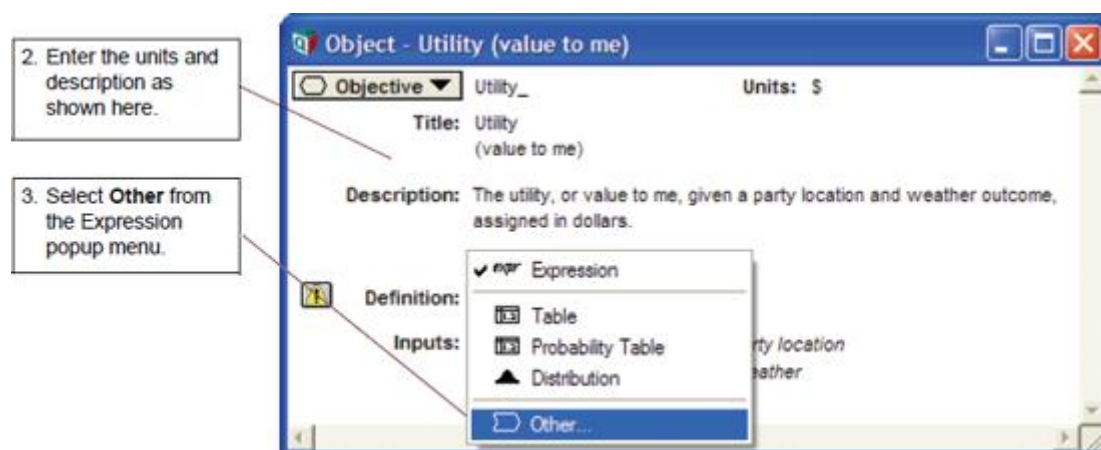 2. Enter the units and
description as
shown here.
3. Select Other from
the Expression
popup menu.
Object - Utility (value to me)
Objective Utility_ Units: $
Title: Utility
(value to me)
Description: The utility, or value to me, given a party location and weather outcome,
assigned in dollars.
expr Expression
Definition:
Table
Inputs: Probability Table rty location
Distribution eather
Other...